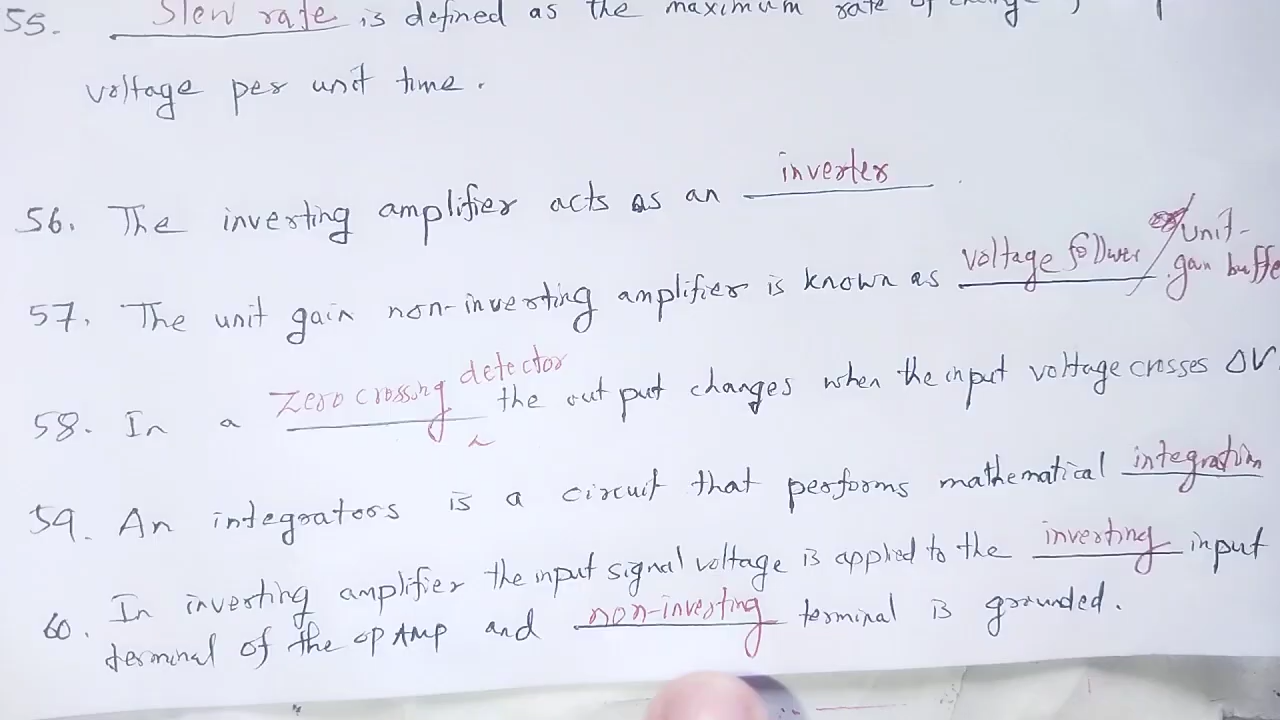 55. Slew rate is defined as the maximum rate of
voltage per unit time.
56. The inverting amplifier acts as an inverter
57. The unit gain non-inverting amplifier is known as voltage follower / unit-
gan buffe
58. In a zero crossing detector the output changes when the input voltage crosses ΔV
59. An integrators is a circuit that performs mathematical integration
60. In inverting amplifier the input signal voltage is applied to the inverting input
terminal of the OP AMP and non-inverting terminal is grounded.